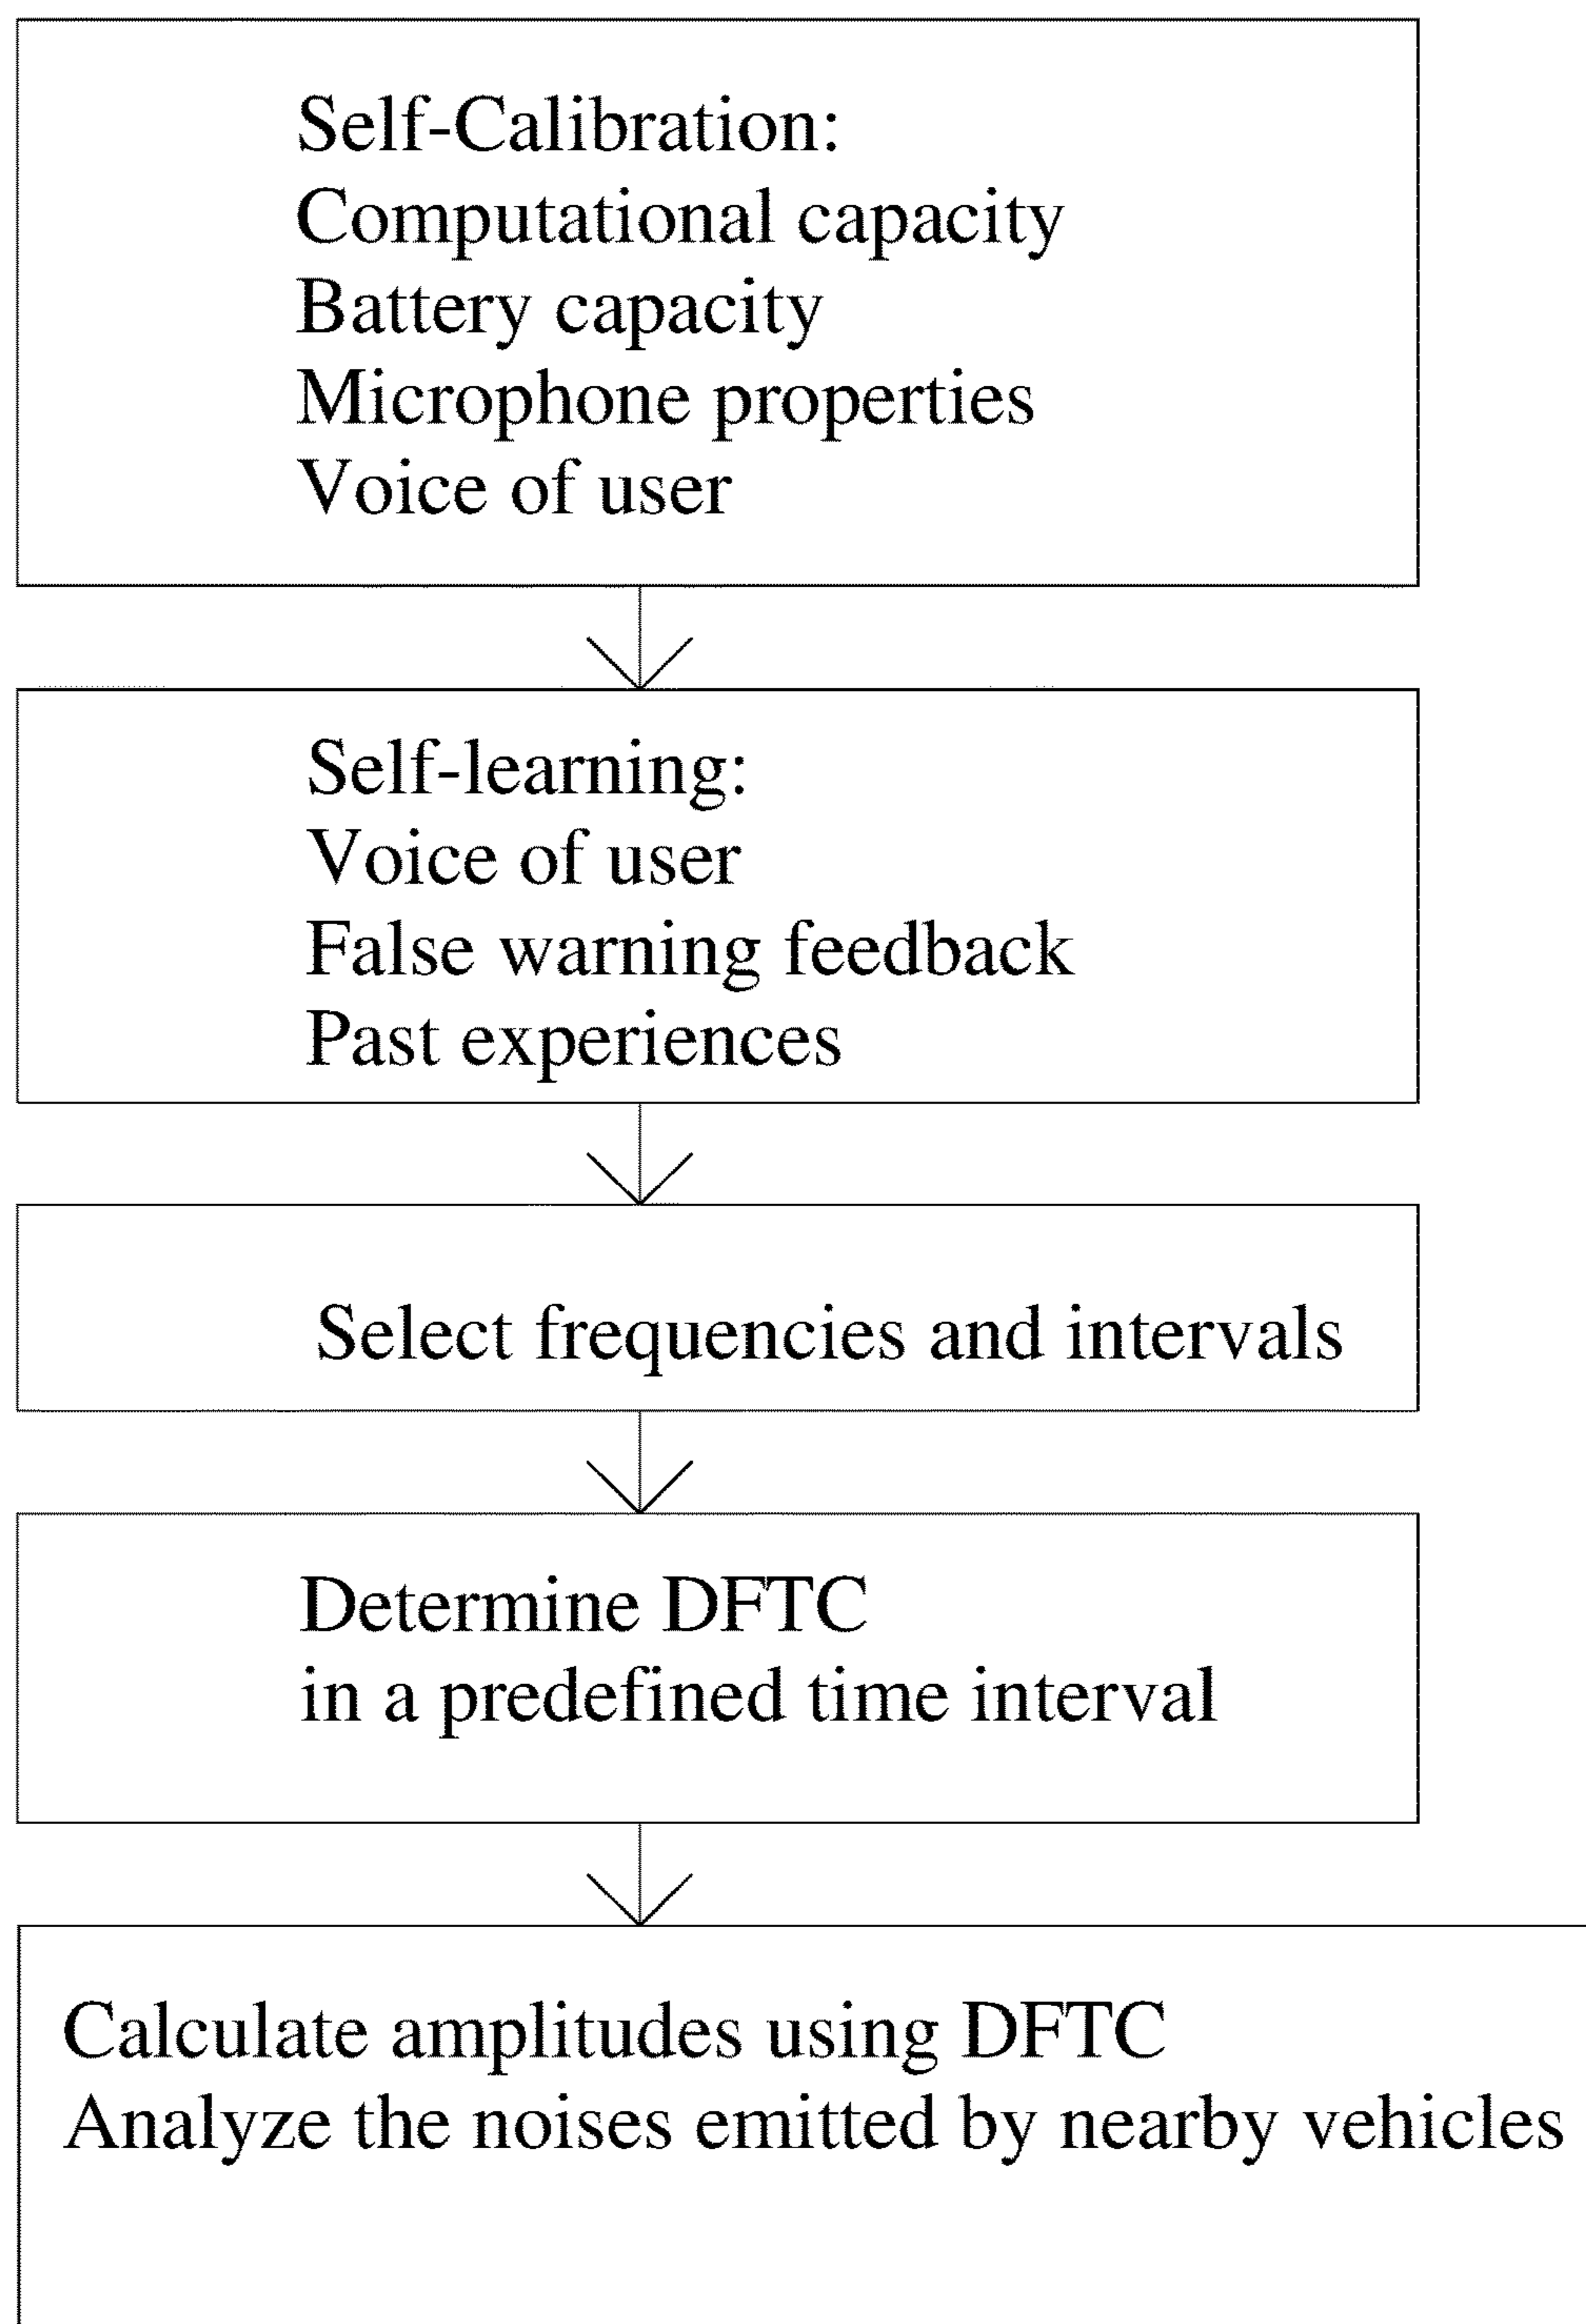 Self-Calibration:
Computational capacity
Battery capacity
Microphone properties
Voice of user
Self-learning:
Voice of user
False warning feedback
Past experiences
Select frequencies and intervals
Determine DFTC
in a predefined time interval
Calculate amplitudes using DFTC
Analyze the noises emitted by nearby vehicles